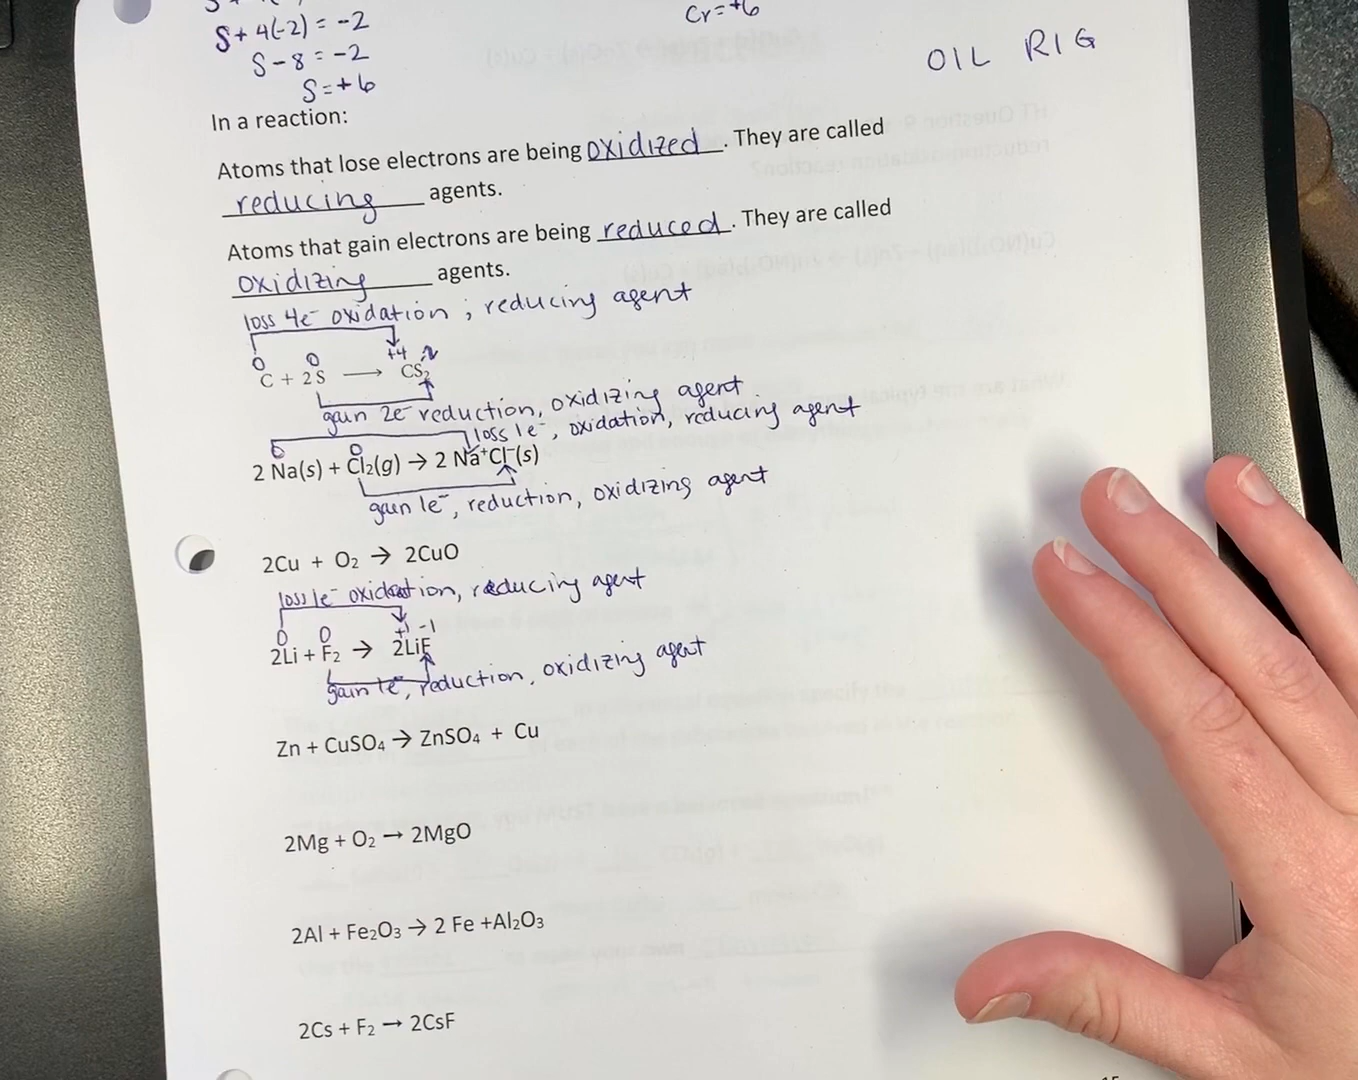 S + 4(-2) = -2
Cr = +6
S - 8 = -2
OIL RIG
S = +6
In a reaction:
Atoms that lose electrons are being oxidized. They are called
reducing agents.
Atoms that gain electrons are being reduced. They are called
oxidizing agents.
loss 4e⁻ oxidation ; reducing agent
0 0 +4 -2
C + 2 S ⟶ CS₂
gain 2e⁻ reduction, oxidizing agent
loss 1e⁻, oxidation, reducing agent
0 0
2 Na(s) + Cl₂(g) → 2 Na⁺Cl⁻(s)
gain 1e⁻, reduction, oxidizing agent
2Cu + O₂ → 2CuO
loss 1e⁻ oxidation, reducing agent
0 0 +1 -1
2Li + F₂ → 2LiF
gain 1e⁻, reduction, oxidizing agent
Zn + CuSO₄ → ZnSO₄ + Cu
2Mg + O₂ → 2MgO
2Al + Fe₂O₃ → 2 Fe +Al₂O₃
2Cs + F₂ → 2CsF